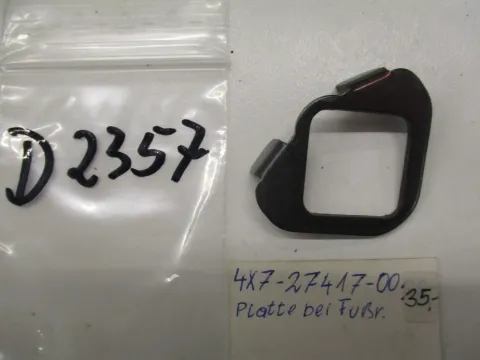 D2357
4X7-27417-00.
Platte bei Fußr.
35.-